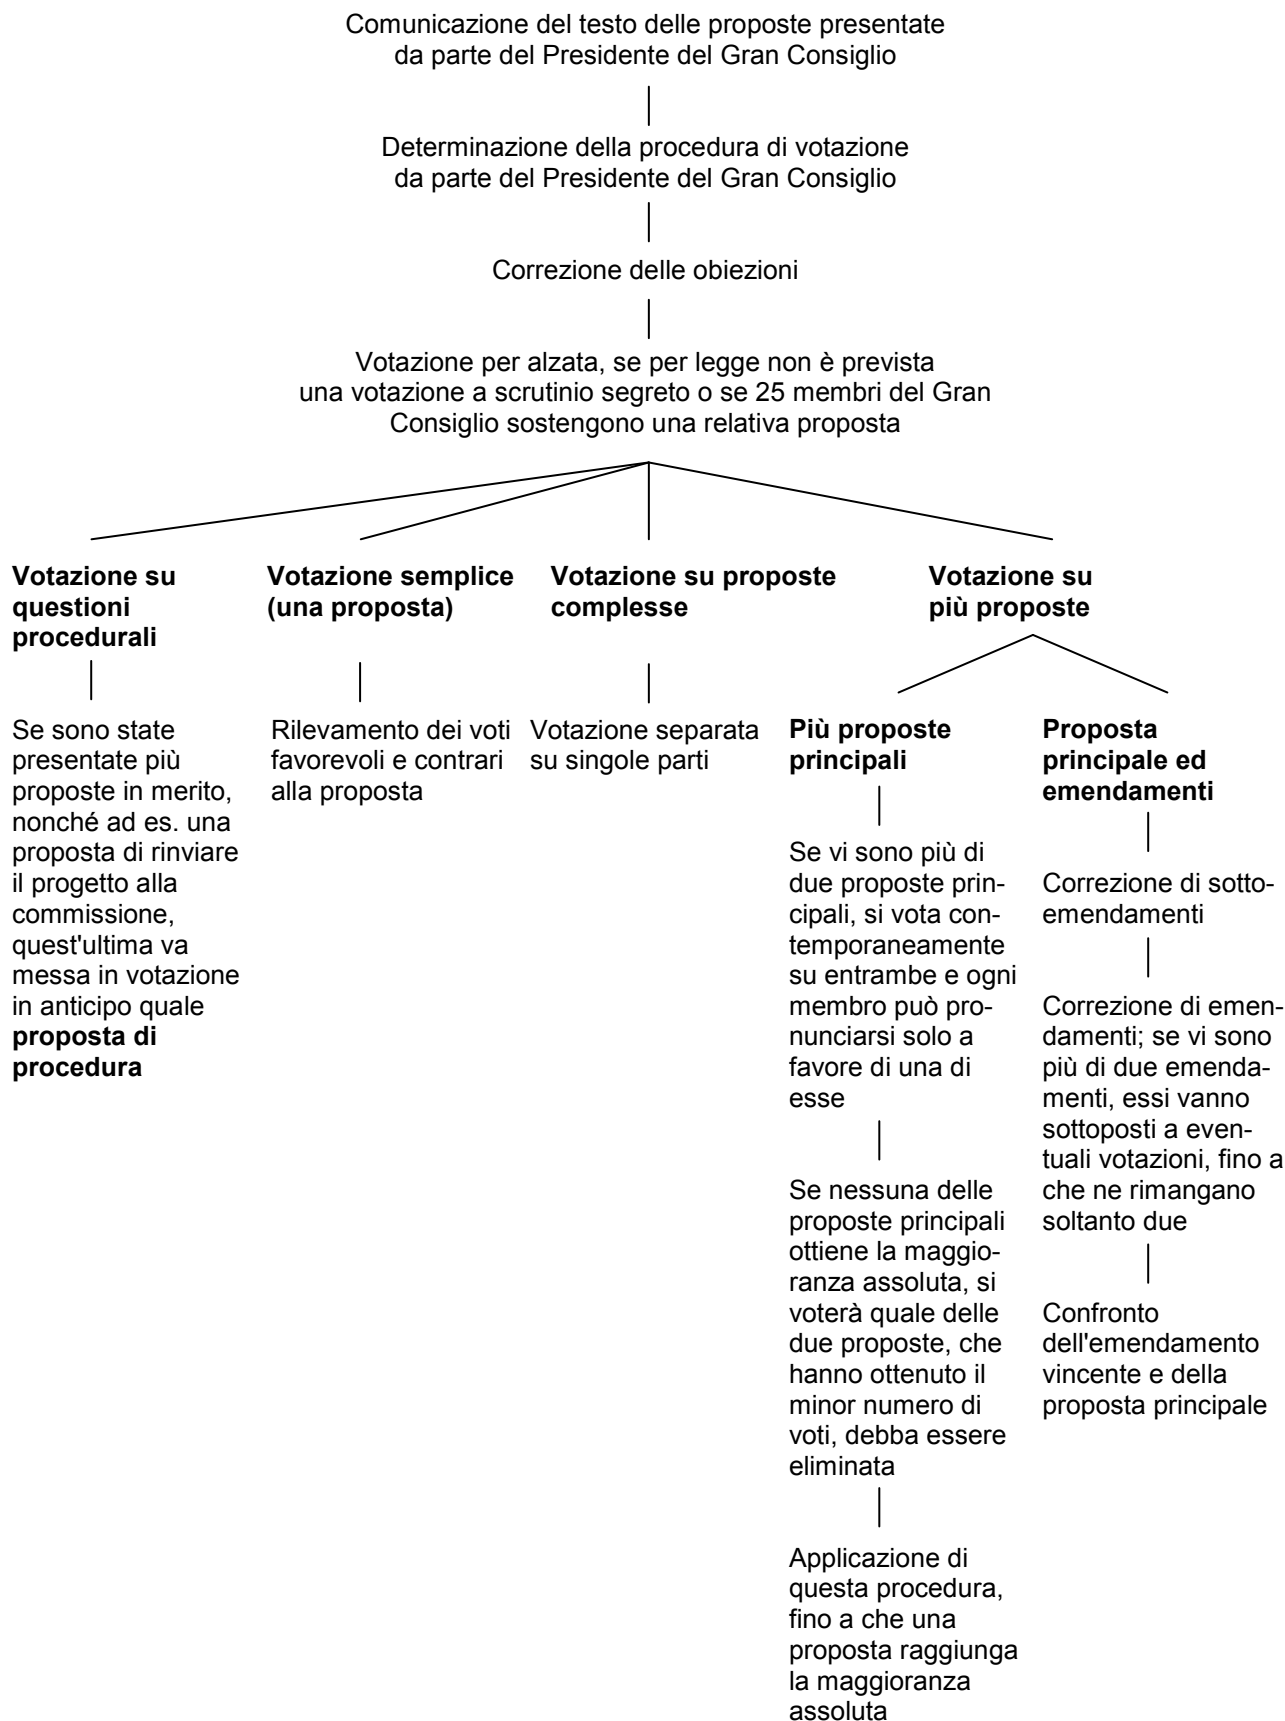 Comunicazione del testo delle proposte presentate
da parte del Presidente del Gran Consiglio
Determinazione della procedura di votazione
da parte del Presidente del Gran Consiglio
Correzione delle obiezioni
Votazione per alzata, se per legge non è prevista
una votazione a scrutinio segreto o se 25 membri del Gran
Consiglio sostengono una relativa proposta
Votazione su
questioni
procedurali
Se sono state
presentate più
proposte in merito,
nonché ad es. una
proposta di rinviare
il progetto alla
commissione,
quest'ultima va
messa in votazione
in anticipo quale
proposta di
procedura
Votazione semplice
(una proposta)
Rilevamento dei voti
favorevoli e contrari
alla proposta
Votazione su proposte
complesse
Votazione separata
su singole parti
Votazione su
più proposte
Più proposte
principali
Se vi sono più di
due proposte prin-
cipali, si vota con-
temporaneamente
su entrambe e ogni
membro può pro-
nunciarsi solo a
favore di una di
esse
Se nessuna delle
proposte principali
ottiene la maggio-
ranza assoluta, si
voterà quale delle
due proposte, che
hanno ottenuto il
minor numero di
voti, debba essere
eliminata
Applicazione di
questa procedura,
fino a che una
proposta raggiunga
la maggioranza
assoluta
Proposta
principale ed
emendamenti
Correzione di sotto-
emendamenti
Correzione di emen-
damenti; se vi sono
più di due emenda-
menti, essi vanno
sottoposti a even-
tuali votazioni, fino a
che ne rimangano
soltanto due
Confronto
dell'emendamento
vincente e della
proposta principale